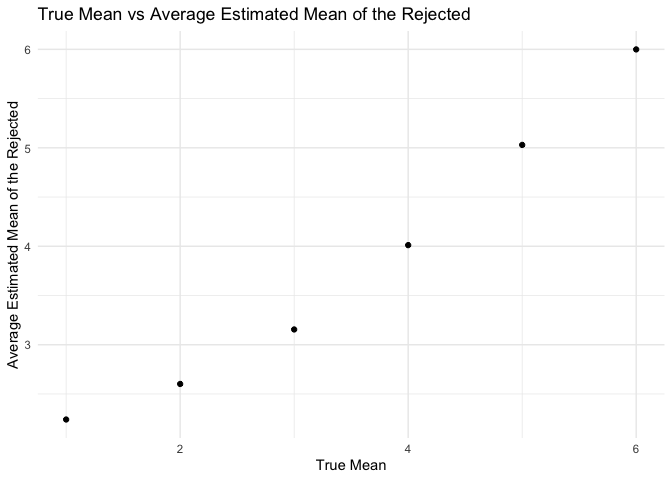 True Mean vs Average Estimated Mean of the Rejected
Average Estimated Mean of the Rejected
6
5
4
3
2
4
6
True Mean